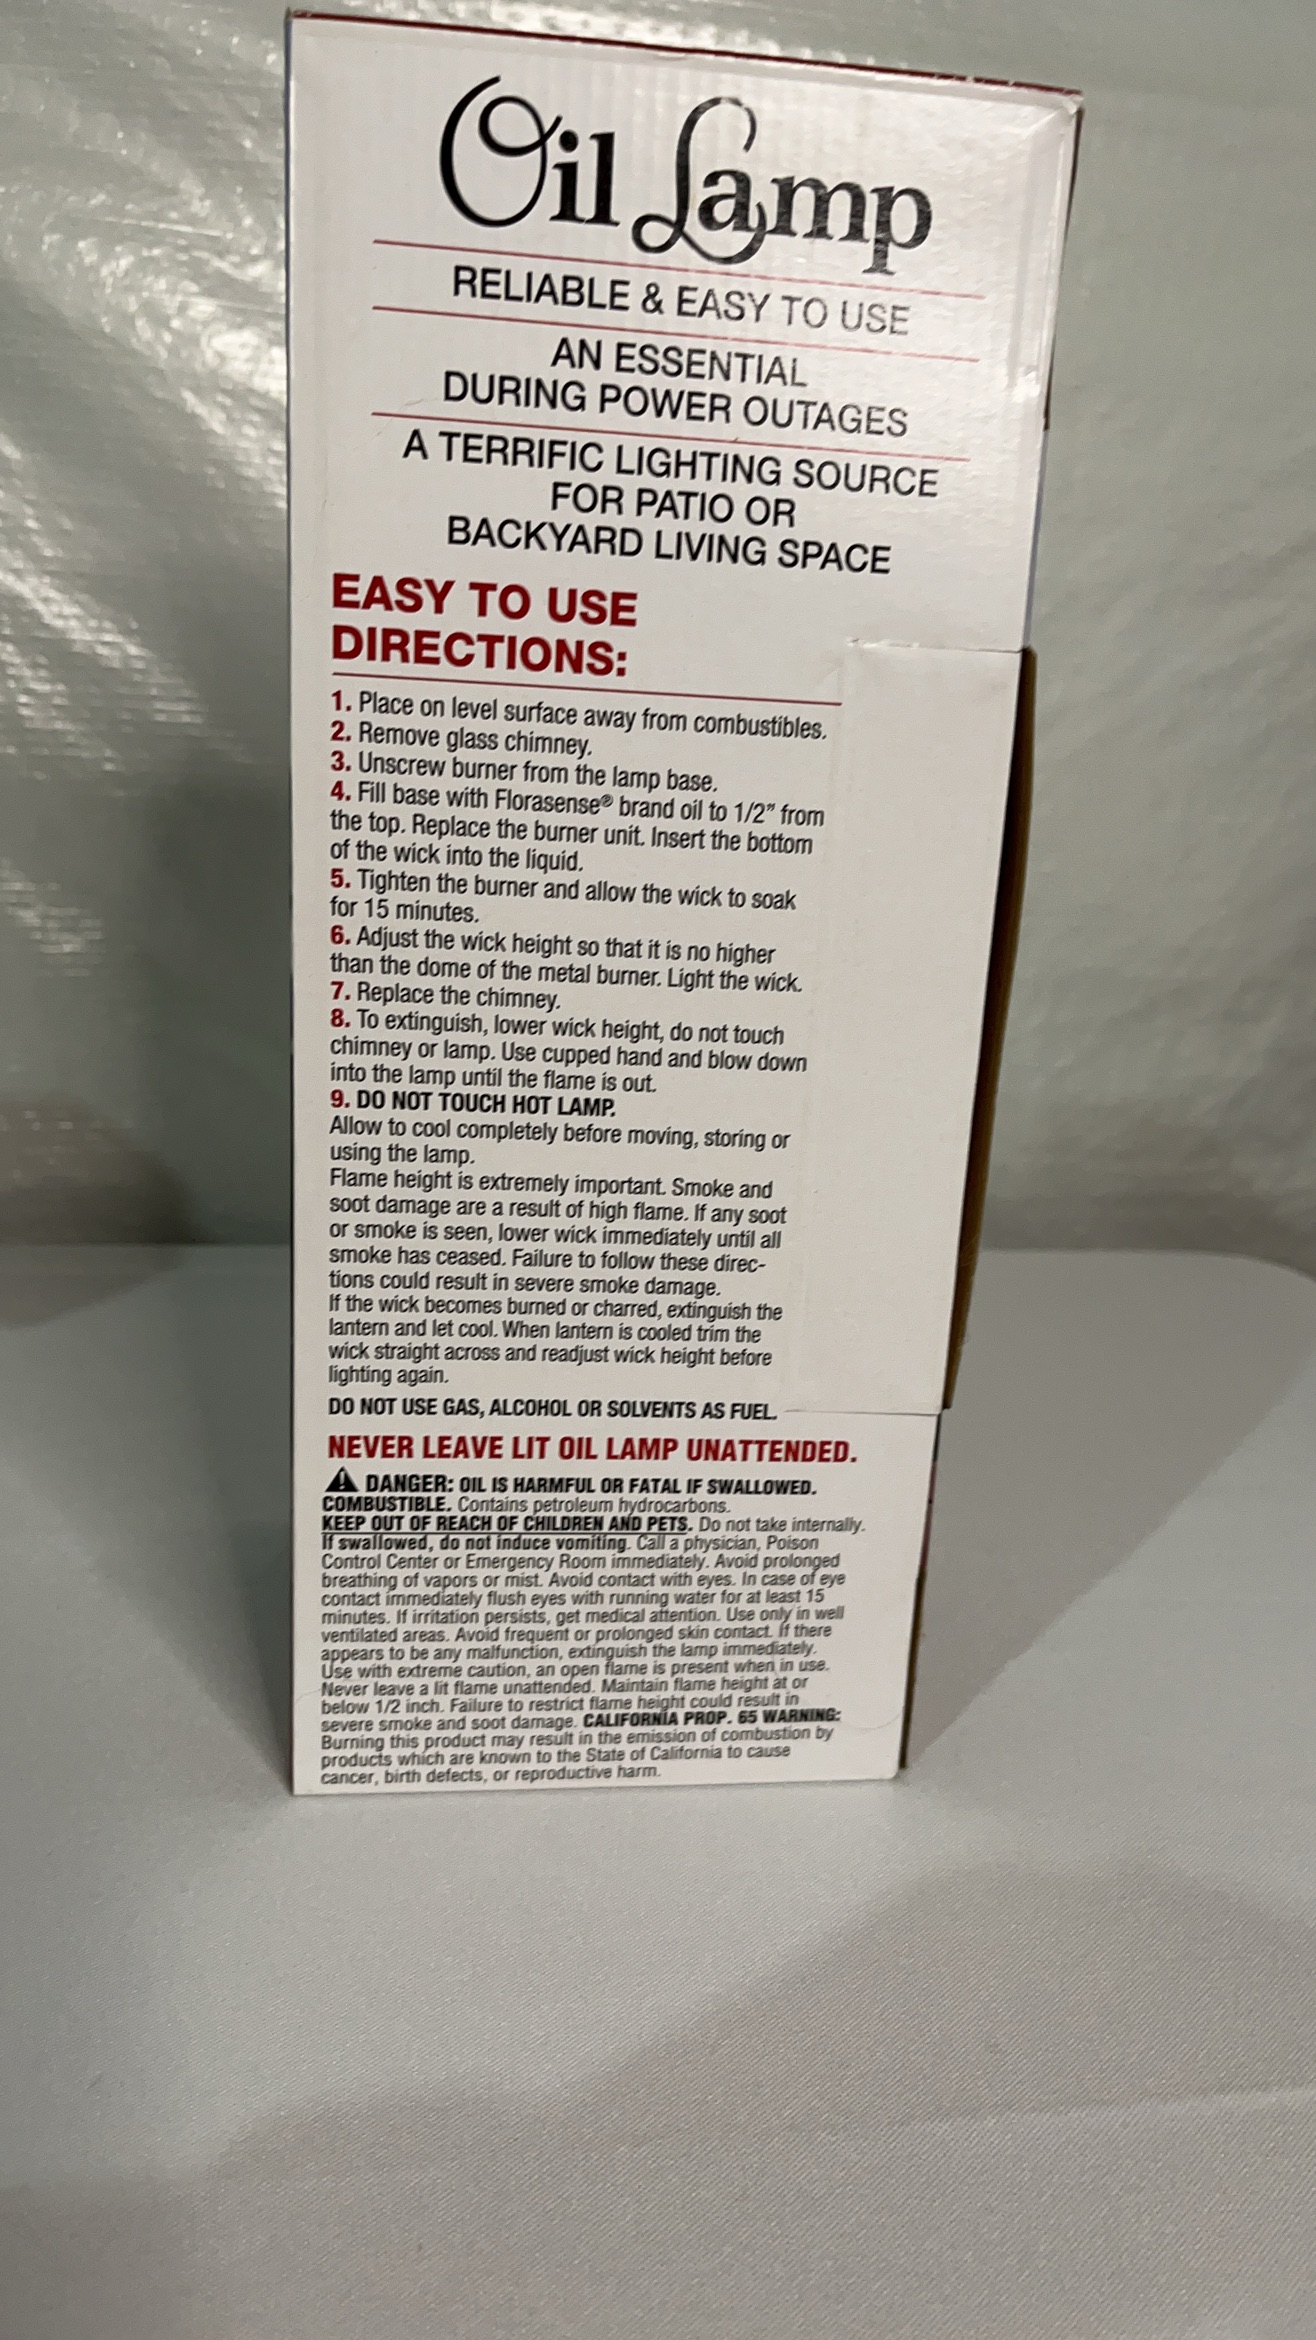 Oil Lamp
RELIABLE & EASY TO USE
AN ESSENTIAL
DURING POWER OUTAGES
A TERRIFIC LIGHTING SOURCE
FOR PATIO OR
BACKYARD LIVING SPACE
EASY TO USE
DIRECTIONS:
1. Place on level surface away from combustibles.
2. Remove glass chimney.
3. Unscrew burner from the lamp base.
4. Fill base with Florasense® brand oil to 1/2” from
the top. Replace the burner unit. Insert the bottom
of the wick into the liquid.
5. Tighten the burner and allow the wick to soak
for 15 minutes.
6. Adjust the wick height so that it is no higher
than the dome of the metal burner. Light the wick.
7. Replace the chimney.
8. To extinguish, lower wick height, do not touch
chimney or lamp. Use cupped hand and blow down
into the lamp until the flame is out.
9. DO NOT TOUCH HOT LAMP.
Allow to cool completely before moving, storing or
using the lamp.
Flame height is extremely important. Smoke and
soot damage are a result of high flame. If any soot
or smoke is seen, lower wick immediately until all
smoke has ceased. Failure to follow these direc-
tions could result in severe smoke damage.
If the wick becomes burned or charred, extinguish the
lantern and let cool. When lantern is cooled trim the
wick straight across and readjust wick height before
lighting again.
DO NOT USE GAS, ALCOHOL OR SOLVENTS AS FUEL.
NEVER LEAVE LIT OIL LAMP UNATTENDED.
DANGER: OIL IS HARMFUL OR FATAL IF SWALLOWED.
COMBUSTIBLE. Contains petroleum hydrocarbons.
KEEP OUT OF REACH OF CHILDREN AND PETS. Do not take internally.
If swallowed, do not induce vomiting. Call a physician, Poison
Control Center or Emergency Room immediately. Avoid prolonged
breathing of vapors or mist. Avoid contact with eyes. In case of eye
contact immediately flush eyes with running water for at least 15
minutes. If irritation persists, get medical attention. Use only in well
ventilated areas. Avoid frequent or prolonged skin contact. If there
appears to be any malfunction, extinguish the lamp immediately.
Use with extreme caution, an open flame is present when in use.
Never leave a lit flame unattended. Maintain flame height at or
below 1/2 inch. Failure to restrict flame height could result in
severe smoke and soot damage. CALIFORNIA PROP. 65 WARNING:
Burning this product may result in the emission of combustion by
products which are known to the State of California to cause
cancer, birth defects, or reproductive harm.